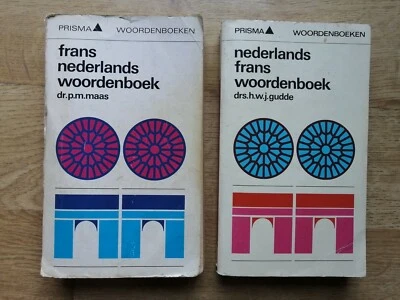 PRISMA WOORDENBOEKEN
frans
nederlands
woordenboek
dr.p.m.maas
PRISMA WOORDENBOEKEN
nederlands
frans
woordenboek
drs.h.w.j.gudde